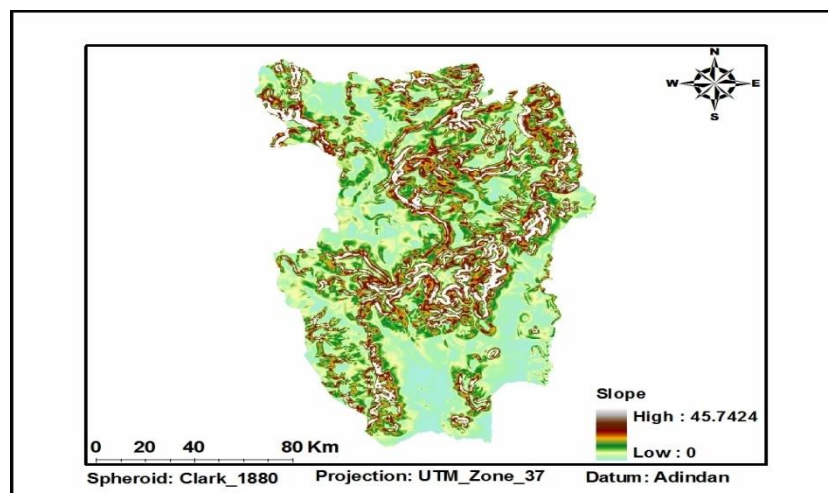 N
W E
S
Slope
High : 45.7424
Low : 0
0 20 40 80 Km
Spheroid: Clark_1880 Projection: UTM_Zone_37 Datum: Adindan